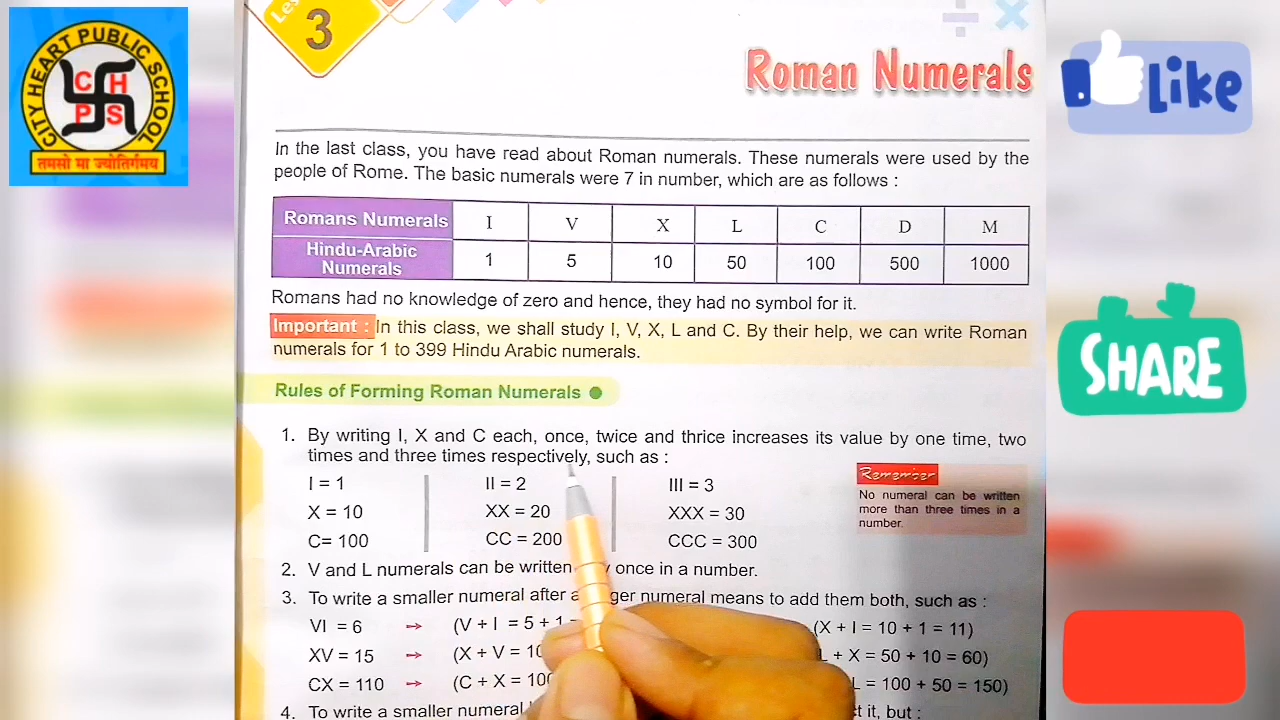 CITY HEART PUBLIC SCHOOL
C H
P S
तमसो मा ज्योतिर्गमय
3
Roman Numerals
Like
SHARE
In the last class, you have read about Roman numerals. These numerals were used by the
people of Rome. The basic numerals were 7 in number, which are as follows :
Romans Numerals I V X L C D M
Hindu-Arabic
Numerals 1 5 10 50 100 500 1000
Romans had no knowledge of zero and hence, they had no symbol for it.
Important : In this class, we shall study I, V, X, L and C. By their help, we can write Roman
numerals for 1 to 399 Hindu Arabic numerals.
Rules of Forming Roman Numerals
1. By writing I, X and C each, once, twice and thrice increases its value by one time, two
times and three times respectively, such as :
I = 1 II = 2 III = 3
X = 10 XX = 20 XXX = 30
C= 100 CC = 200 CCC = 300
Remember
No numeral can be written
more than three times in a
number.
2. V and L numerals can be written once in a number.
3. To write a smaller numeral after a numeral means to add them both, such as :
VI = 6 ➺ (V + I = 5 + 1 (X + I = 10 + 1 = 11)
XV = 15 ➺ (X + V = 10 + X = 50 + 10 = 60)
CX = 110 ➺ (C + X = 100 = 100 + 50 = 150)
4. To write a smaller numeral it, but :